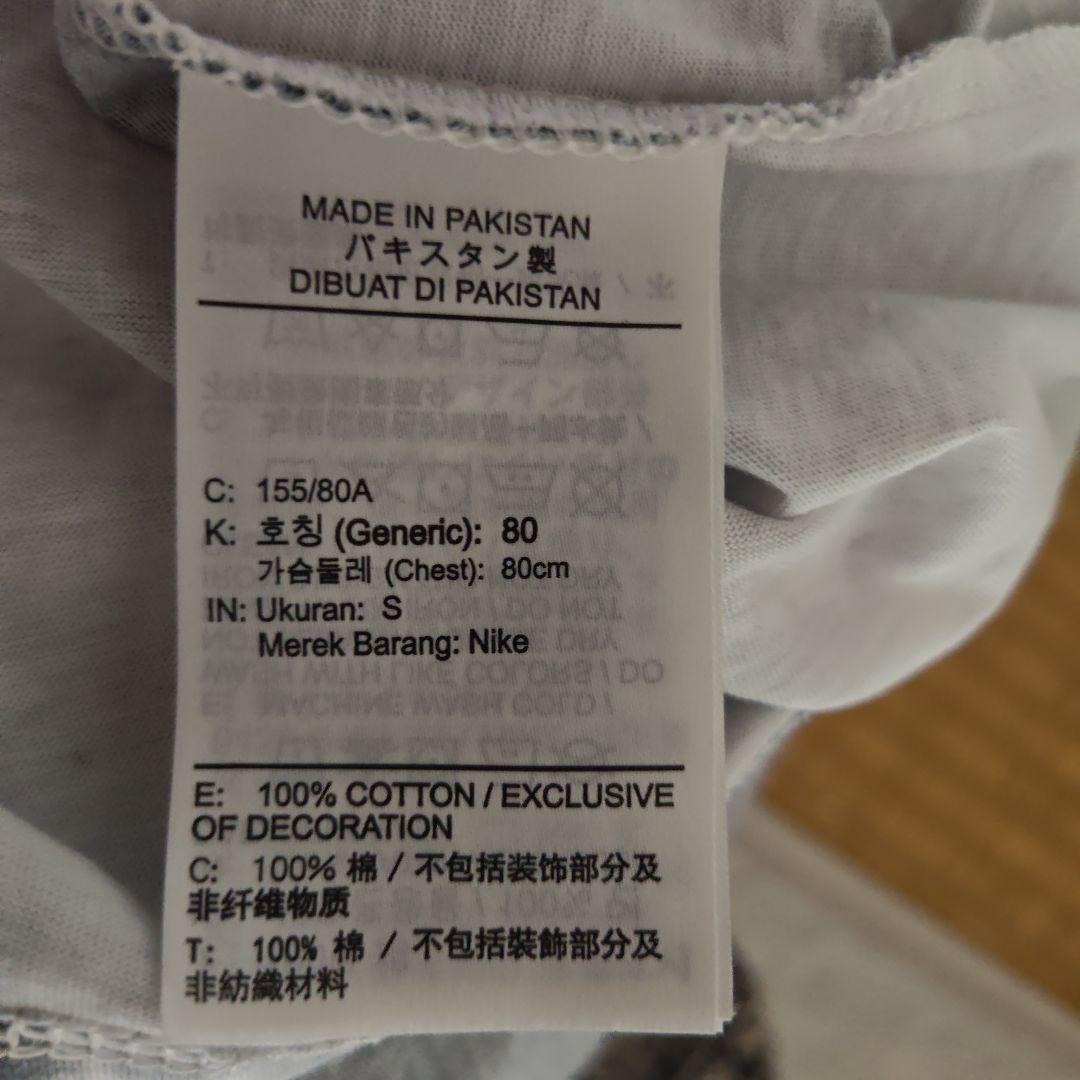 MADE IN PAKISTAN
パキスタン製
DIBUAT DI PAKISTAN
C: 155/80A
K: 호칭 (Generic): 80
가슴둘레 (Chest): 80cm
IN: Ukuran: S
Merek Barang: Nike
E: 100% COTTON / EXCLUSIVE
OF DECORATION
C: 100% 棉 / 不包括装饰部分及
非纤维物质
T: 100% 棉 / 不包括裝飾部分及
非紡織材料